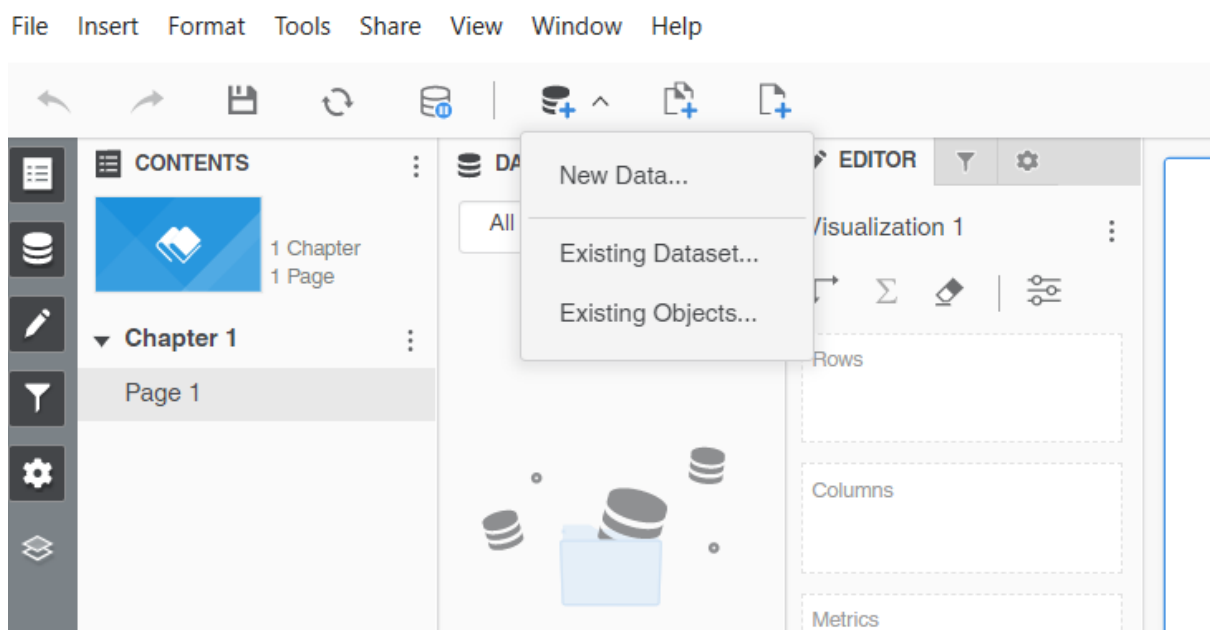 File Insert Format Tools Share View Window Help
CONTENTS
1 Chapter
1 Page
Chapter 1
Page 1
DA
All
New Data...
Existing Dataset...
Existing Objects...
EDITOR
Visualization 1
Rows
Columns
Metrics